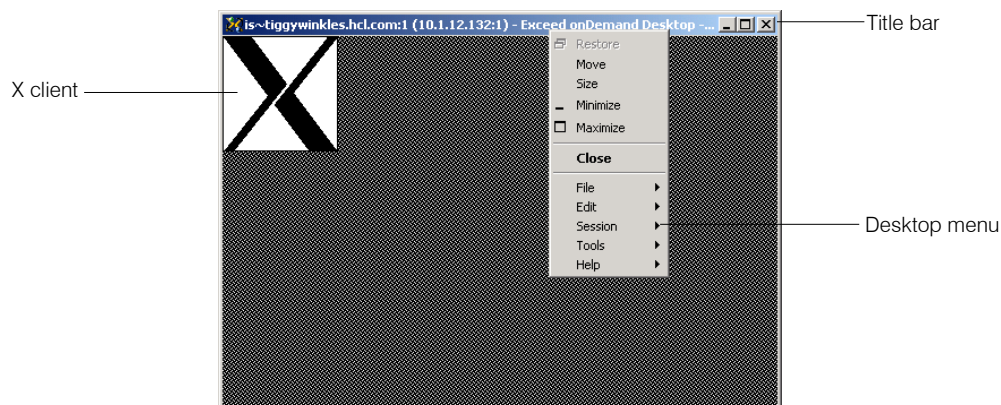 is~tiggywinkles.hcl.com:1 (10.1.12.132:1) - Exceed onDemand Desktop -...
Title bar
Restore
Move
Size
X client
Minimize
Maximize
Close
File
Edit
Session
Desktop menu
Tools
Help